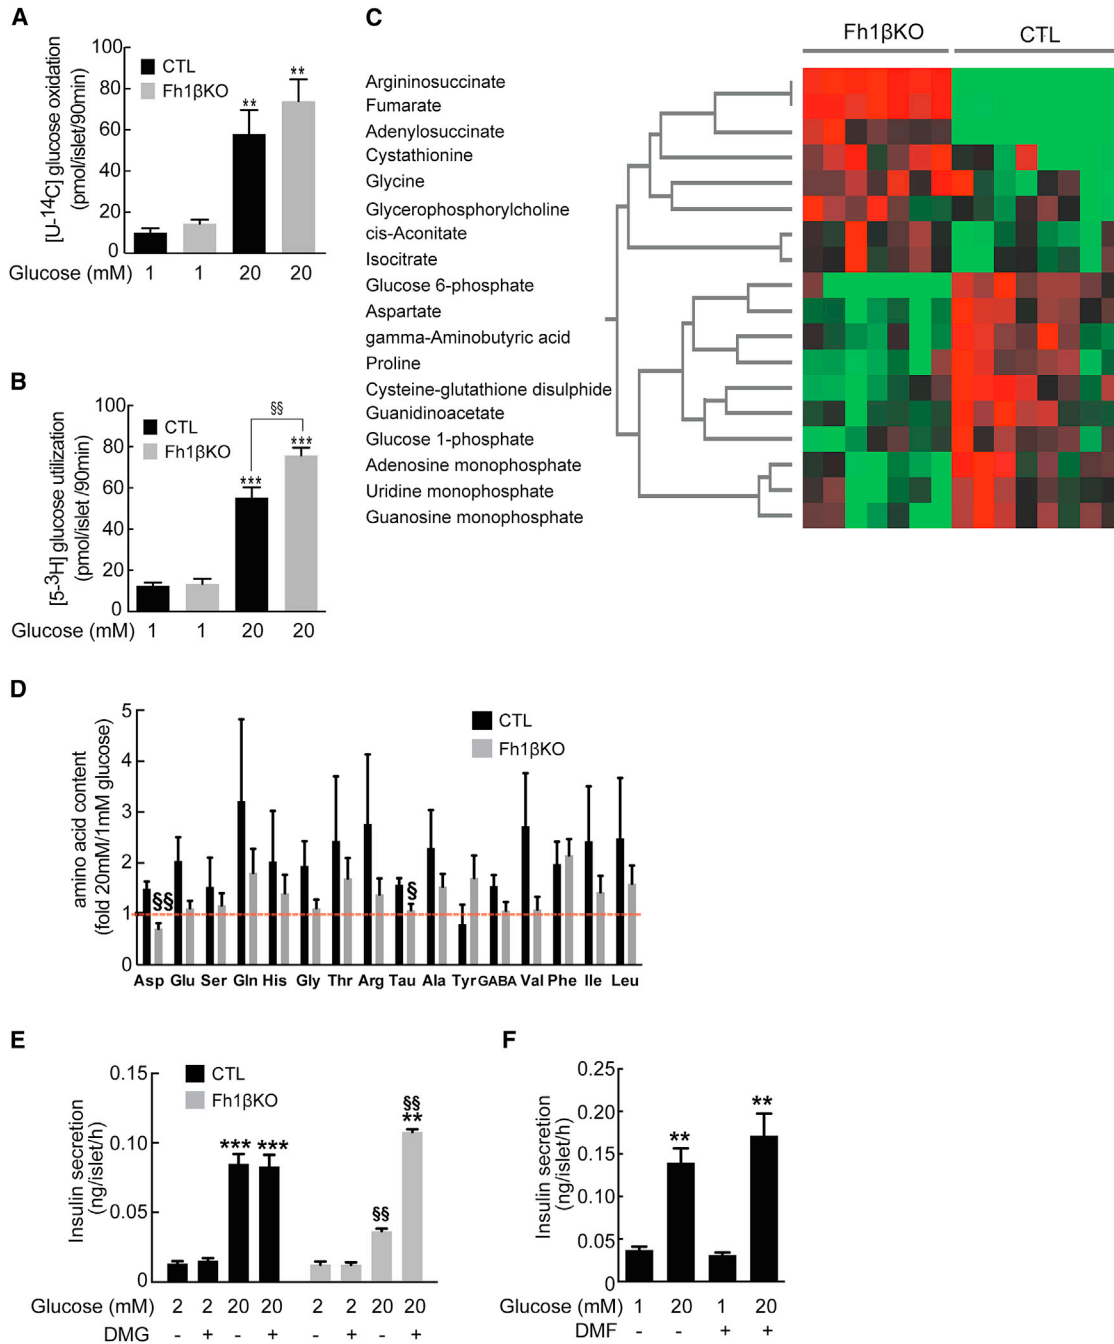 A
[U-¹⁴C] glucose oxidation
(pmol/islet/90min)
100
80
60
40
20
0
CTL
Fh1βKO
**
**
Glucose (mM) 1 1 20 20
B
[5-³H] glucose utilization
(pmol/islet /90min)
100
80
60
40
20
0
CTL
Fh1βKO
§§
***
***
Glucose (mM) 1 1 20 20
C
Fh1βKO CTL
Argininosuccinate
Fumarate
Adenylosuccinate
Cystathionine
Glycine
Glycerophosphorylcholine
cis-Aconitate
Isocitrate
Glucose 6-phosphate
Aspartate
gamma-Aminobutyric acid
Proline
Cysteine-glutathione disulphide
Guanidinoacetate
Glucose 1-phosphate
Adenosine monophosphate
Uridine monophosphate
Guanosine monophosphate
D
amino acid content
(fold 20mM/1mM glucose)
5
4
3
2
1
0
CTL
Fh1βKO
§§
§
Asp Glu Ser Gln His Gly Thr Arg Tau Ala Tyr GABA Val Phe Ile Leu
E
Insulin secretion
(ng/islet/h)
0.15
0.10
0.05
0
CTL
Fh1βKO
*** ***
§§
§§
**
Glucose (mM) 2 2 20 20 2 2 20 20
DMG - + - + - + - +
F
Insulin secretion
(ng/islet/h)
0.25
0.20
0.15
0.10
0.05
0
**
**
Glucose (mM) 1 20 1 20
DMF - - + +